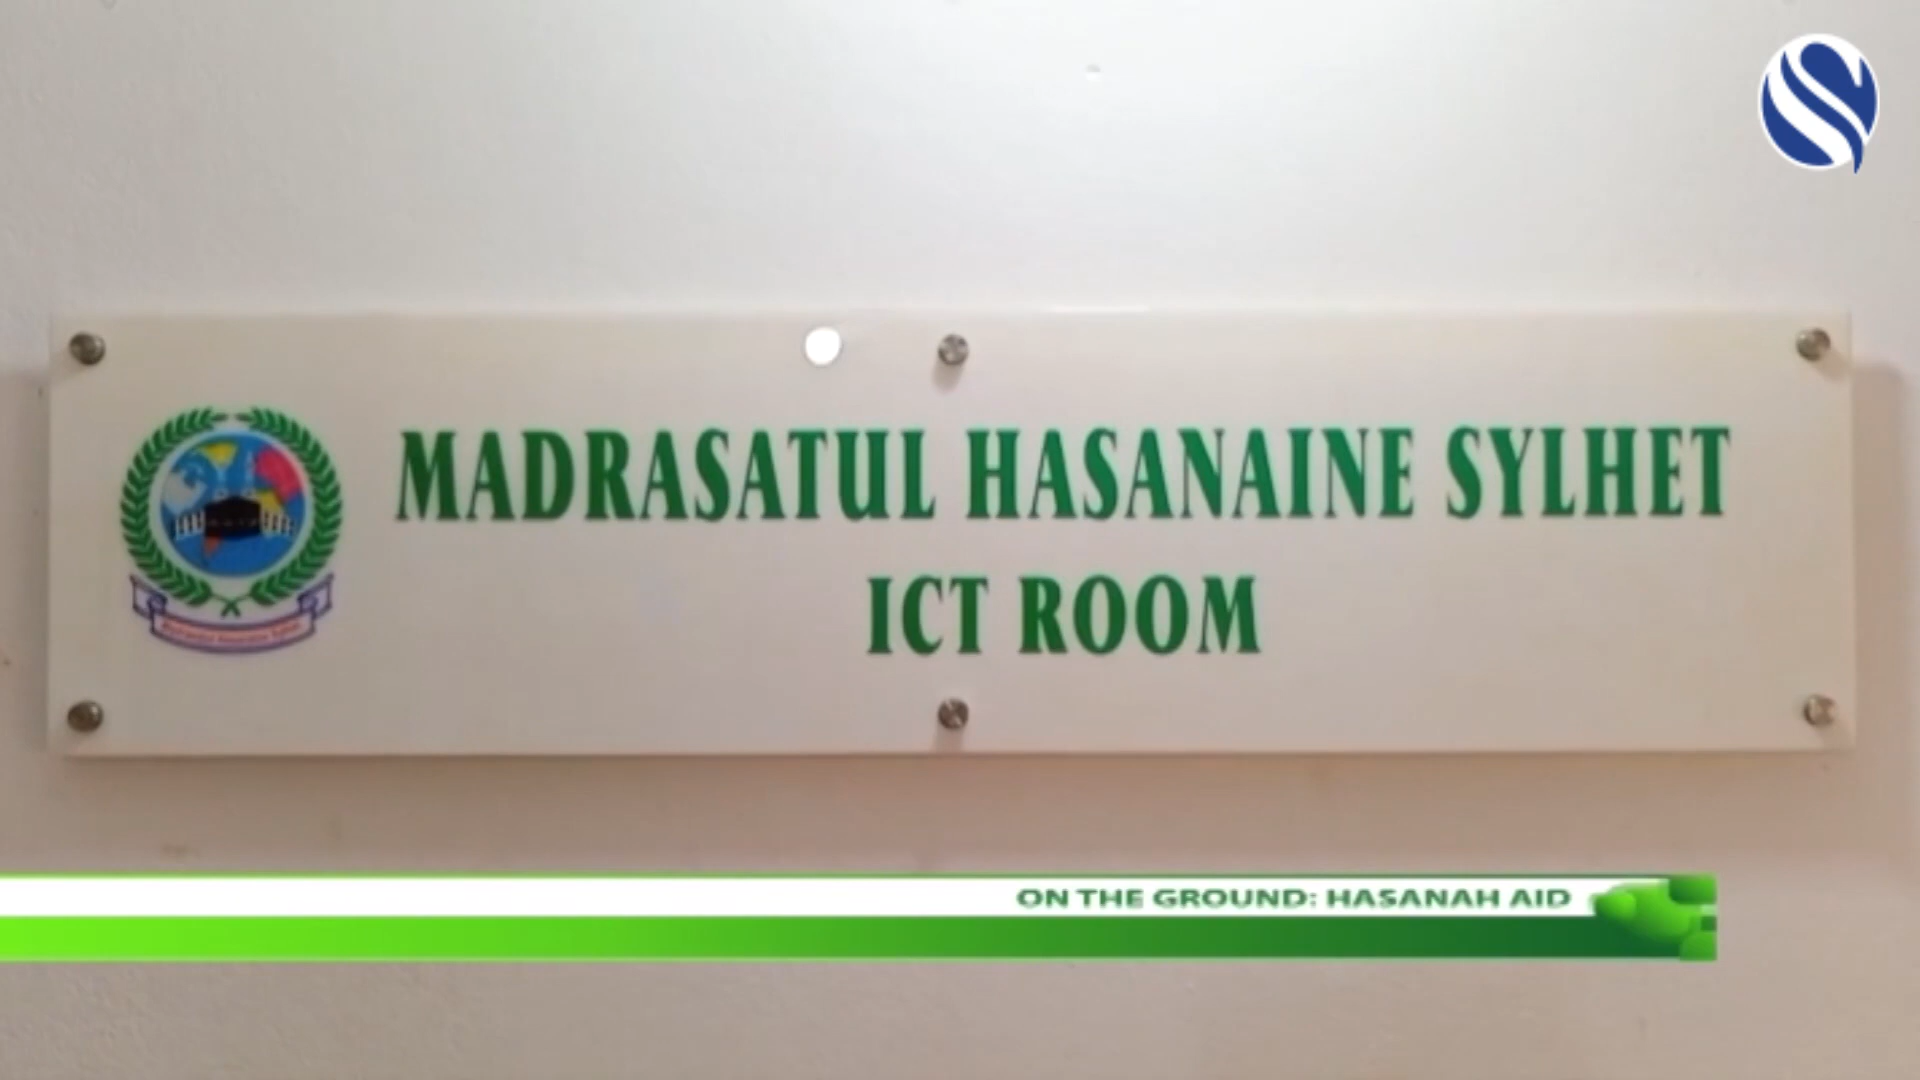 MADRASATUL HASANAINE SYLHET
ICT ROOM
ON THE GROUND: HASANAH AID